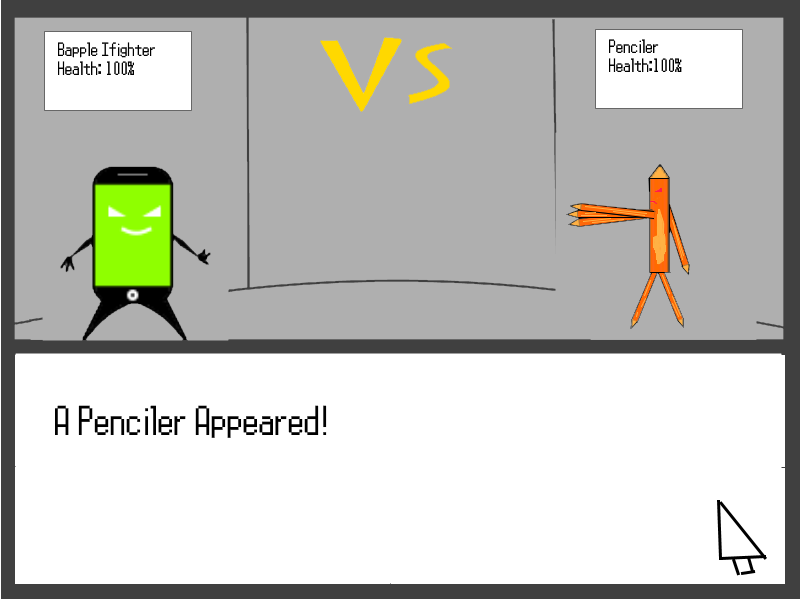 Bapple Ifighter
Health: 100%
VS
Penciler
Health:100%
A Penciler Appeared!